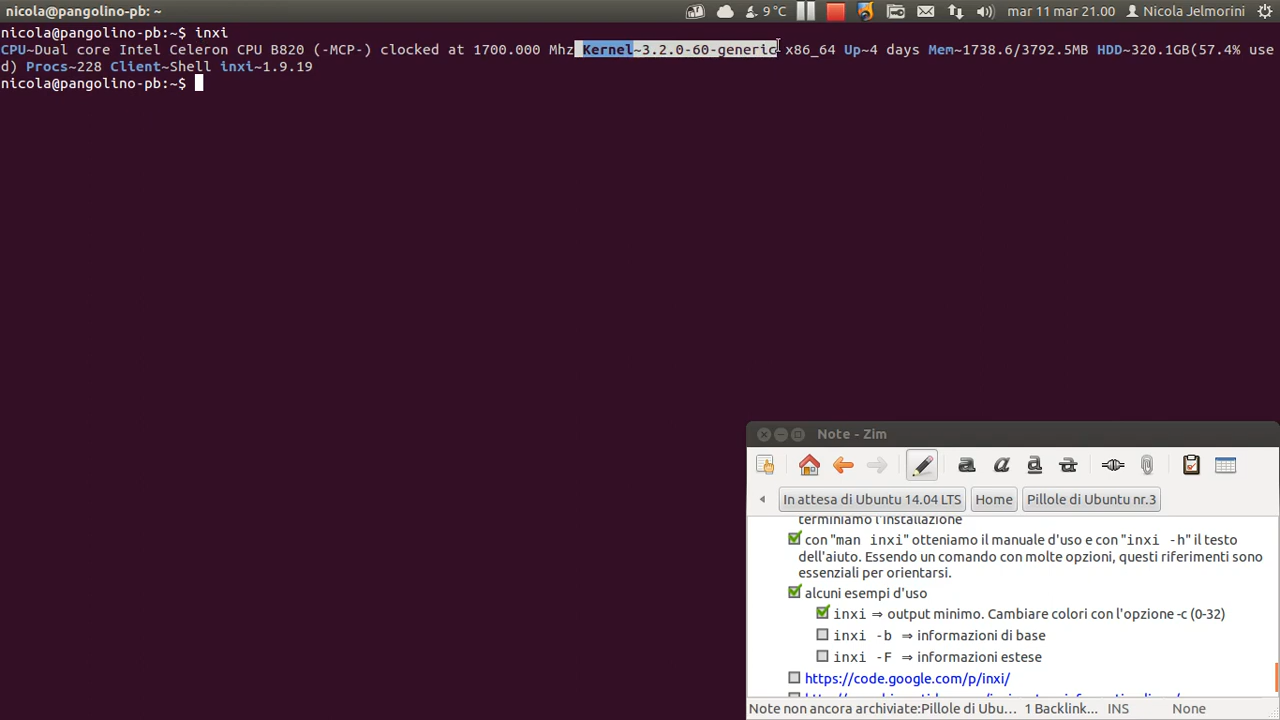 nicola@pangolino-pb: ~
9 °C
mar 11 mar 21.00
Nicola Jelmorini
nicola@pangolino-pb:~$ inxi
CPU~Dual core Intel Celeron CPU B820 (-MCP-) clocked at 1700.000 Mhz Kernel~3.2.0-60-generic x86_64 Up~4 days Mem~1738.6/3792.5MB HDD~320.1GB(57.4% use
d) Procs~228 Client~Shell inxi~1.9.19
nicola@pangolino-pb:~$
Note - Zim
In attesa di Ubuntu 14.04 LTS
Home
Pillole di Ubuntu nr.3
terminiamo l'installazione
con "man inxi" otteniamo il manuale d'uso e con "inxi -h" il testo
dell'aiuto. Essendo un comando con molte opzioni, questi riferimenti sono
essenziali per orientarsi.
alcuni esempi d'uso
inxi ⇒ output minimo. Cambiare colori con l'opzione -c (0-32)
inxi -b ⇒ informazioni di base
inxi -F ⇒ informazioni estese
https://code.google.com/p/inxi/
Note non ancora archiviate:Pillole di Ubu...
1 Backlink...
INS
None